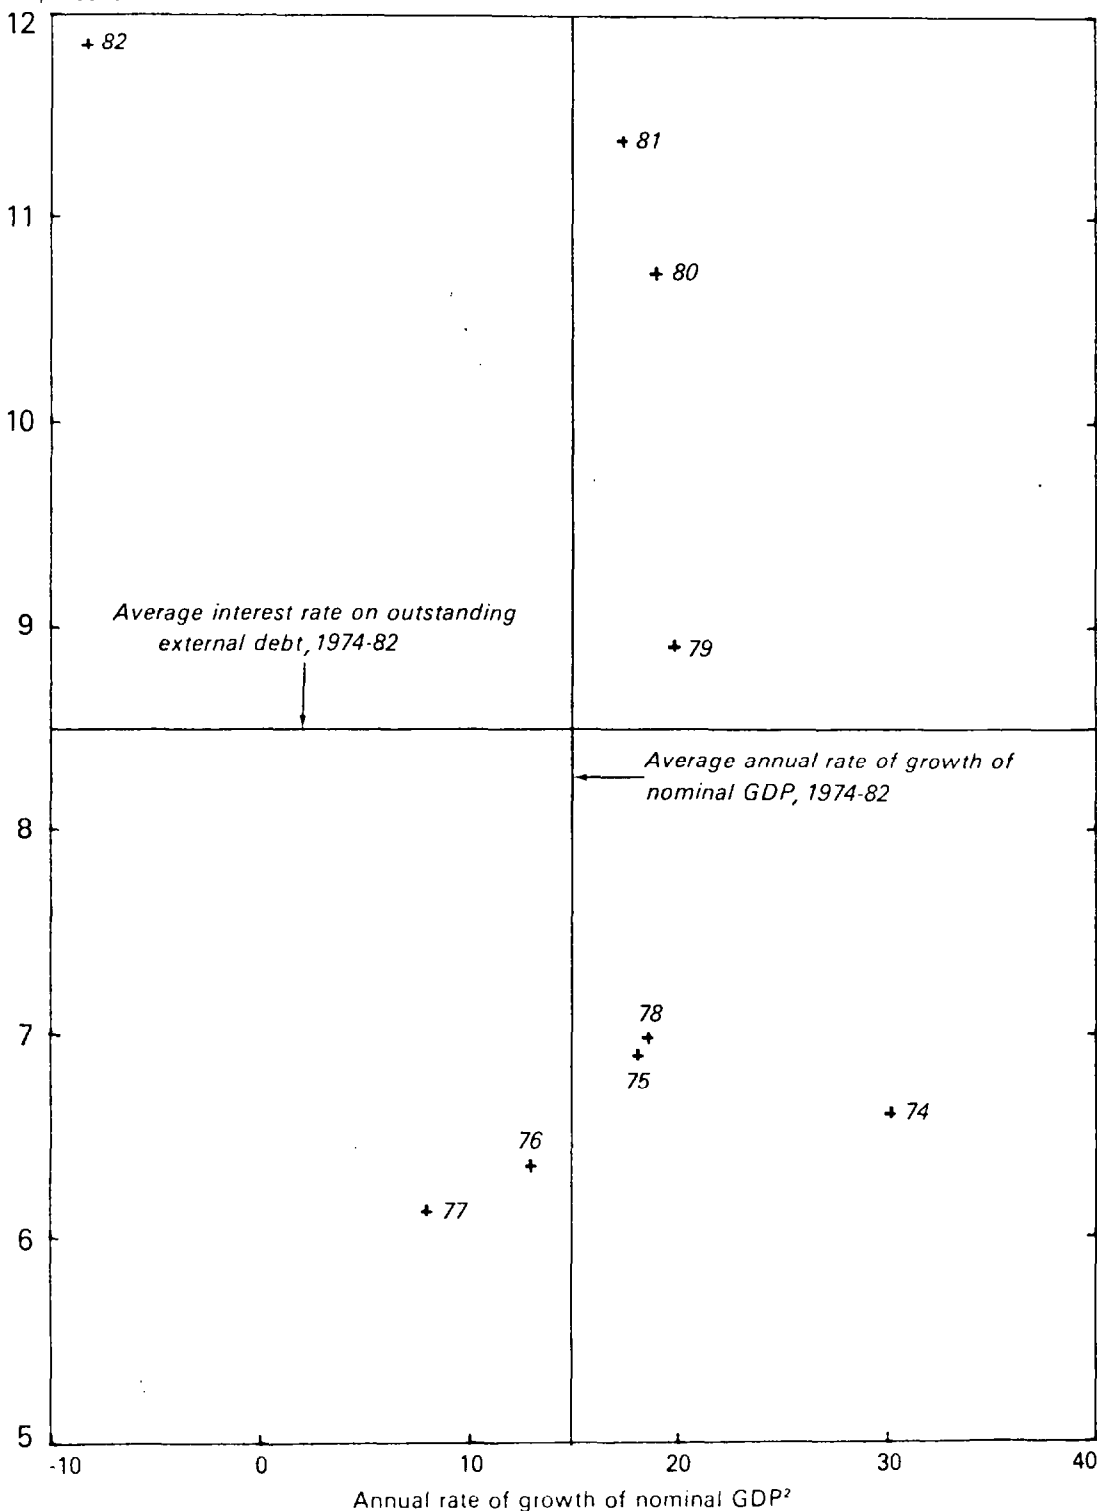 12
82
81
11
80
10
Average interest rate on outstanding
external debt, 1974-82
9
79
Average annual rate of growth of
nominal GDP, 1974-82
8
78
7
75
74
76
77
6
5
-10 0 10 20 30 40
Annual rate of growth of nominal GDP²